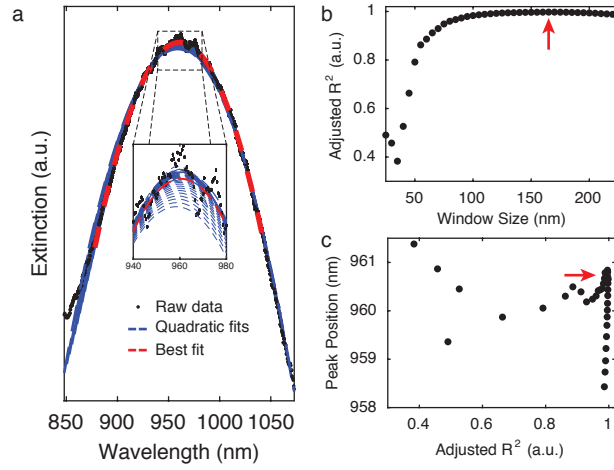 a
Extinction (a.u.)
940 960 980
Raw data
Quadratic fits
Best fit
850 900 950 1000 1050
Wavelength (nm)
b
Adjusted R² (a.u.)
1
0.8
0.6
0.4
0.2
50 100 150 200
Window Size (nm)
c
Peak Position (nm)
961
960
959
958
0.4 0.6 0.8 1
Adjusted R² (a.u.)